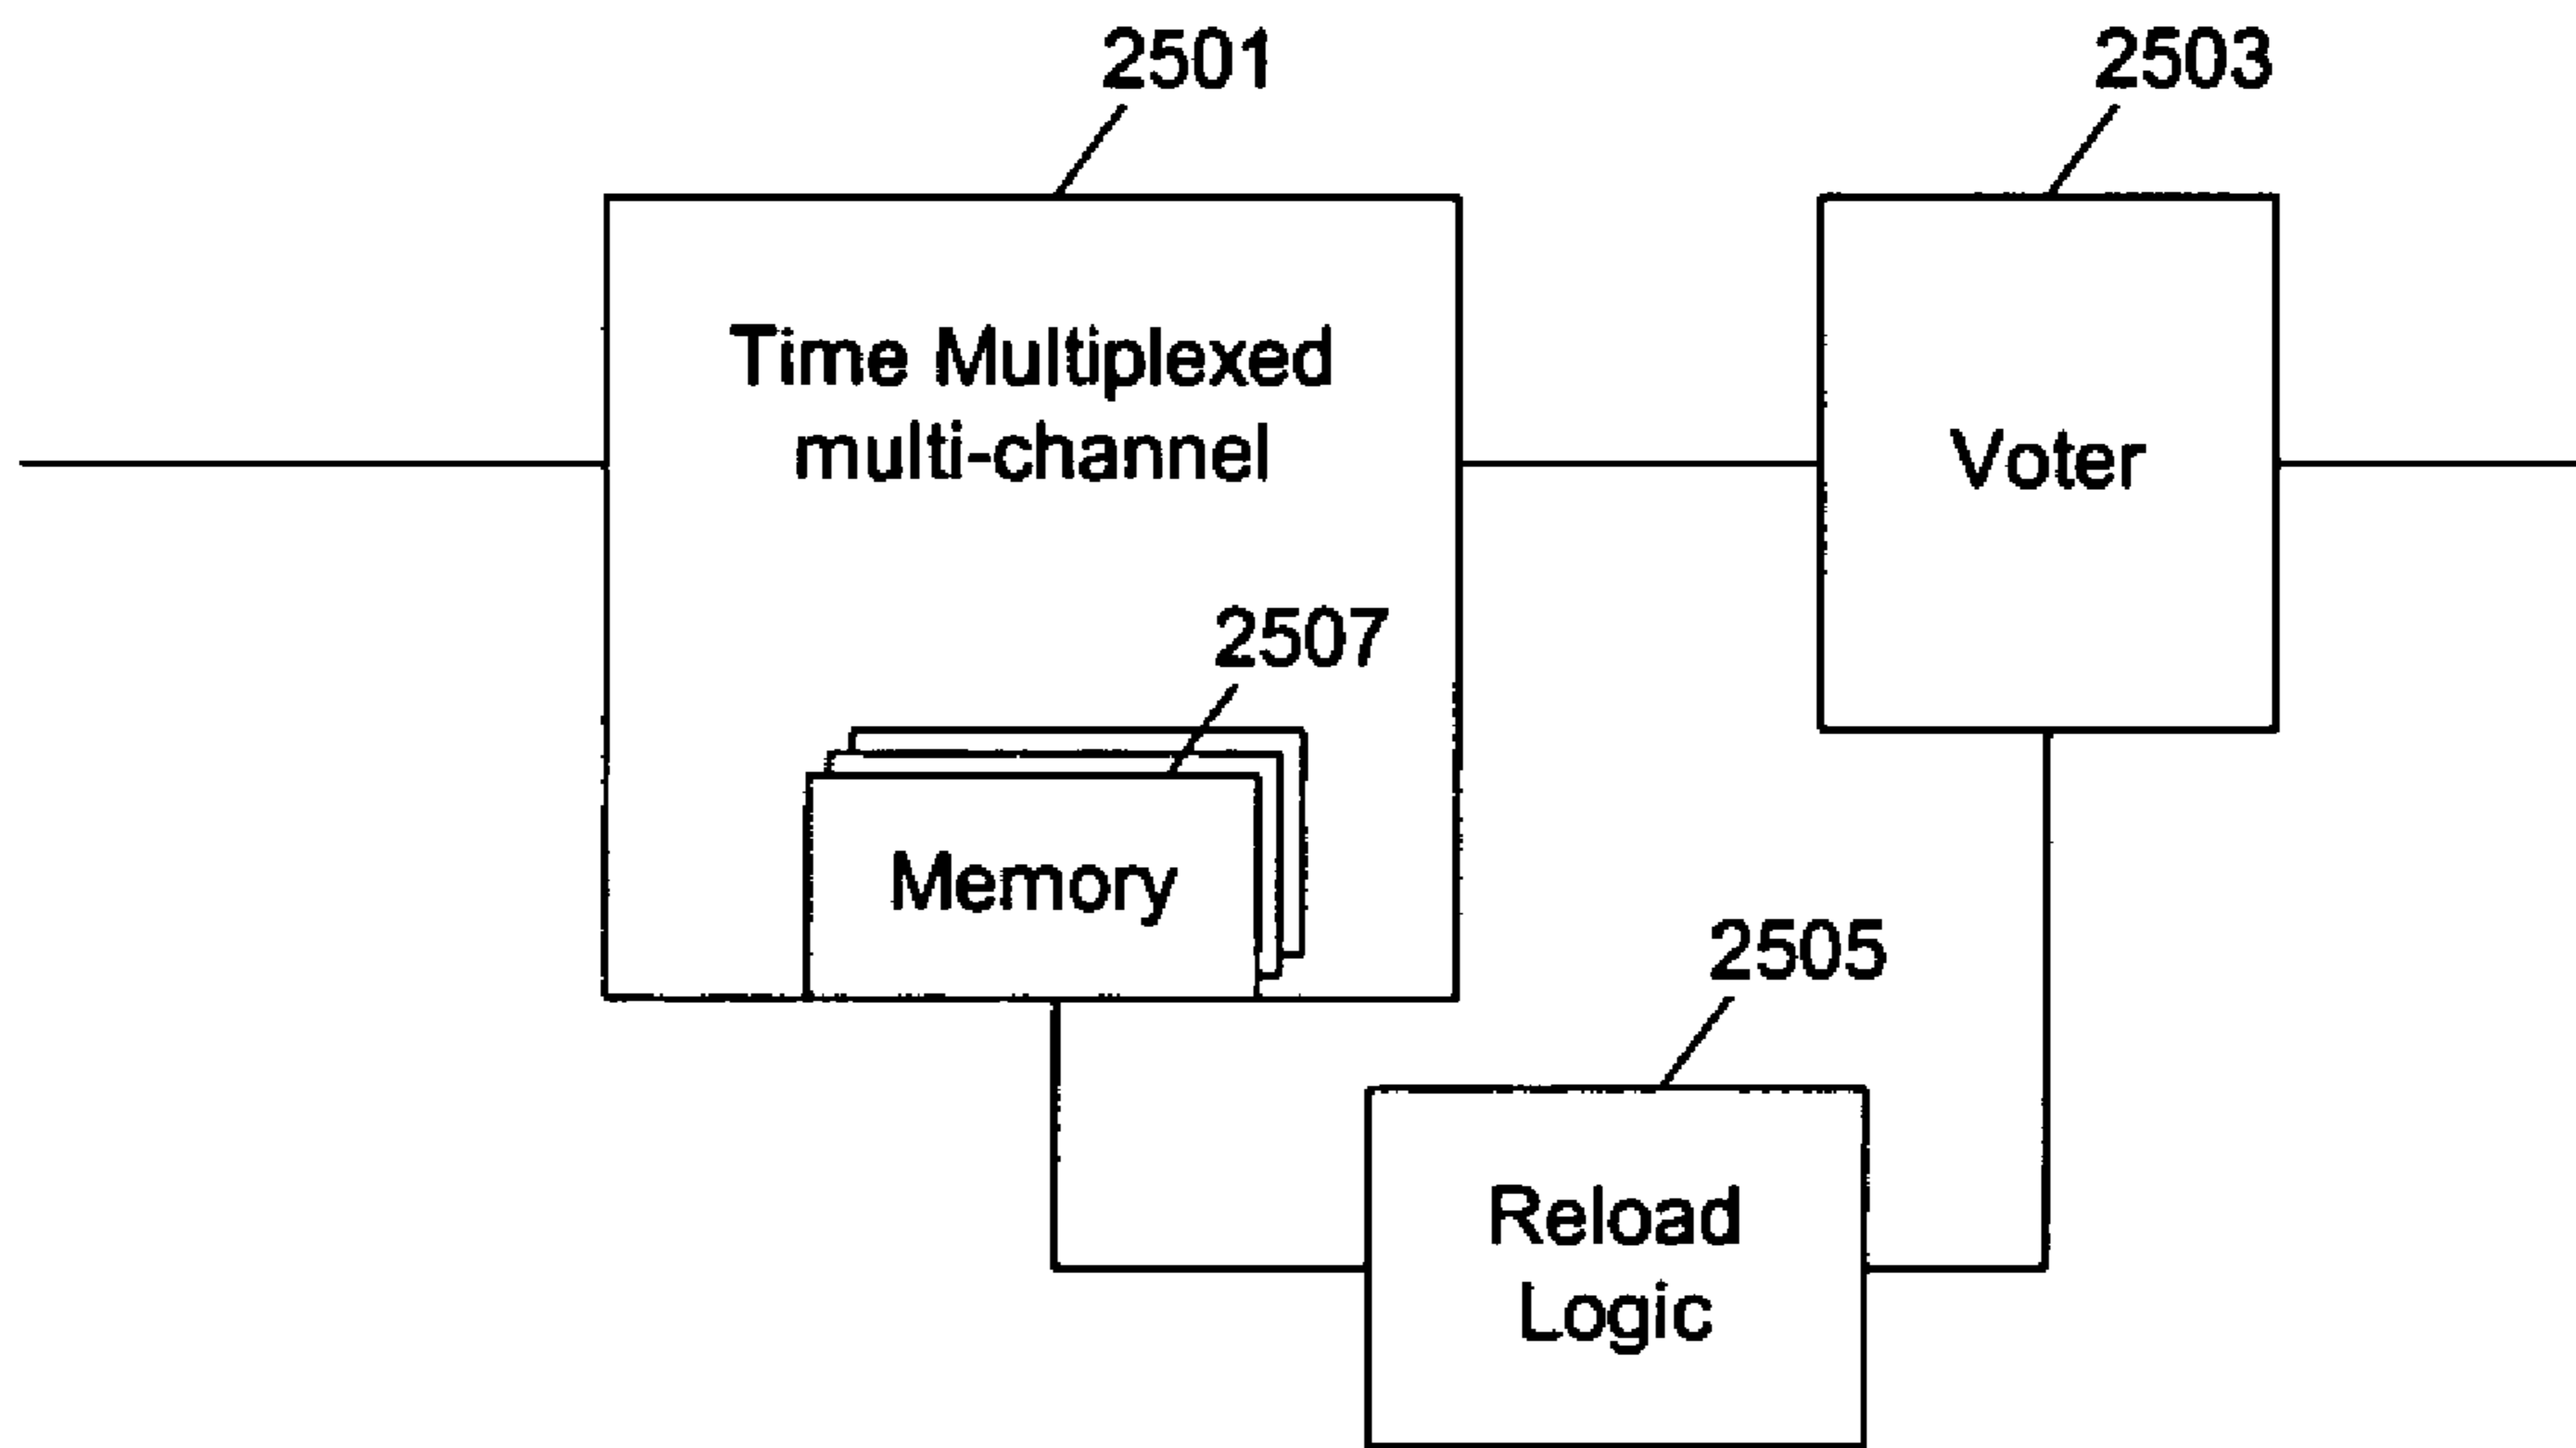 2501
2503
Time Multiplexed
multi-channel
Voter
2507
Memory
2505
Reload
Logic